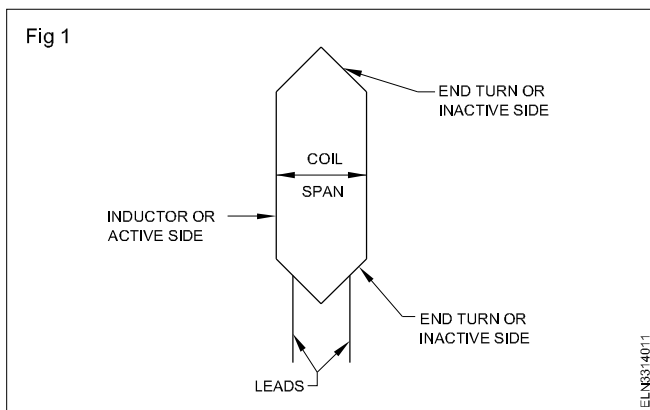 Fig 1
END TURN OR
INACTIVE SIDE
COIL
SPAN
INDUCTOR OR
ACTIVE SIDE
END TURN OR
INACTIVE SIDE
LEADS
ELN3314011